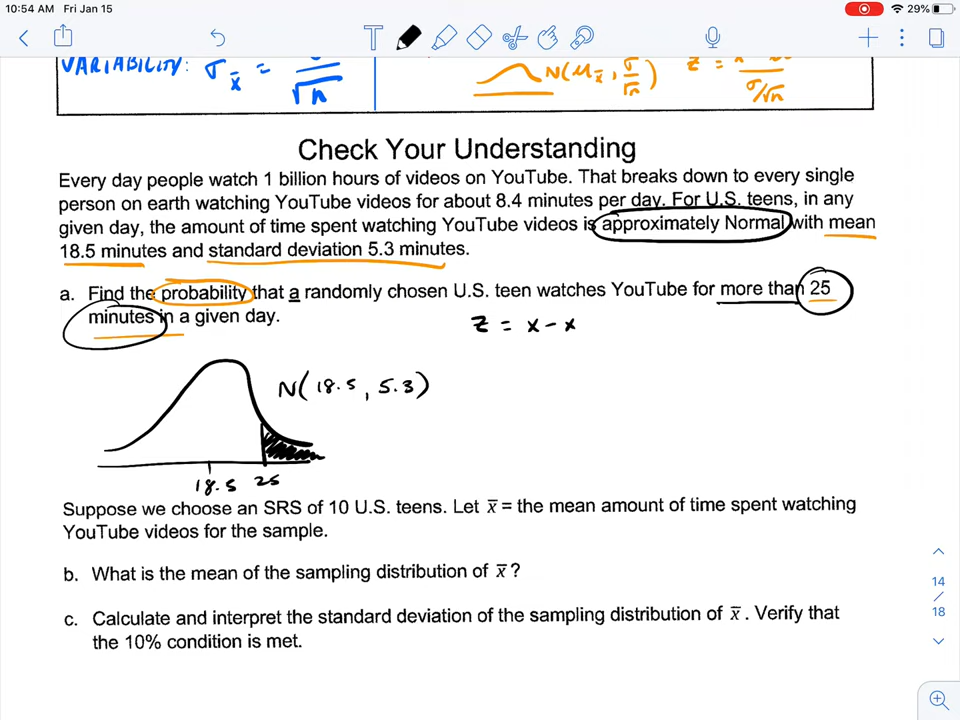 10:54 AM Fri Jan 15
29%
T
VARIABILITY: σx̄ = √n
N(μx̄, σ/√n) z =
σ/√n
Check Your Understanding
Every day people watch 1 billion hours of videos on YouTube. That breaks down to every single
person on earth watching YouTube videos for about 8.4 minutes per day. For U.S. teens, in any
given day, the amount of time spent watching YouTube videos is approximately Normal with mean
18.5 minutes and standard deviation 5.3 minutes.
a. Find the probability that a randomly chosen U.S. teen watches YouTube for more than 25
minutes in a given day.
z = x - x
N(18.5, 5.3)
18.5 25
Suppose we choose an SRS of 10 U.S. teens. Let x̄ = the mean amount of time spent watching
YouTube videos for the sample.
b. What is the mean of the sampling distribution of x̄?
c. Calculate and interpret the standard deviation of the sampling distribution of x̄. Verify that
the 10% condition is met.
14
/
18